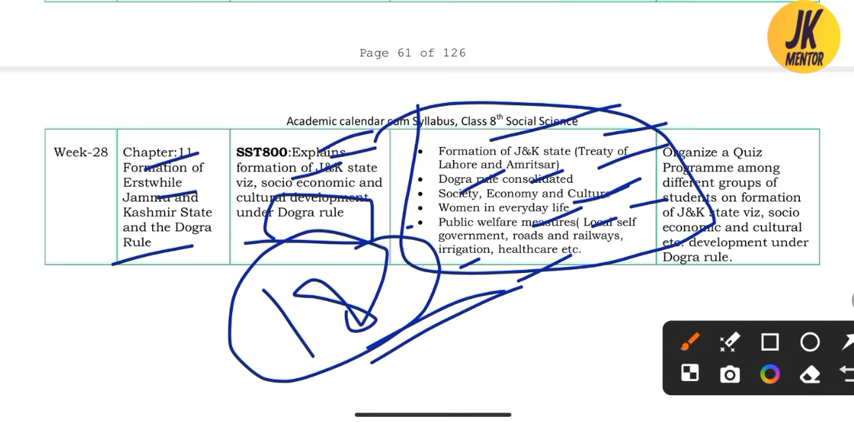 JK
MENTOR
Page 61 of 126
Academic calendar cum Syllabus, Class 8th Social Science
Week-28
Chapter:11
Formation of
Erstwhile
Jammu and
Kashmir State
and the Dogra
Rule
SST800:Explains
formation of J&K state
viz, socio economic and
cultural development
under Dogra rule
• Formation of J&K state (Treaty of
Lahore and Amritsar)
• Dogra rule consolidated
• Society, Economy and Culture
• Women in everyday life
• Public welfare measures( Local self
government, roads and railways,
irrigation, healthcare etc.
Organize a Quiz
Programme among
different groups of
students on formation
of J&K state viz, socio
economic and cultural
etc. development under
Dogra rule.